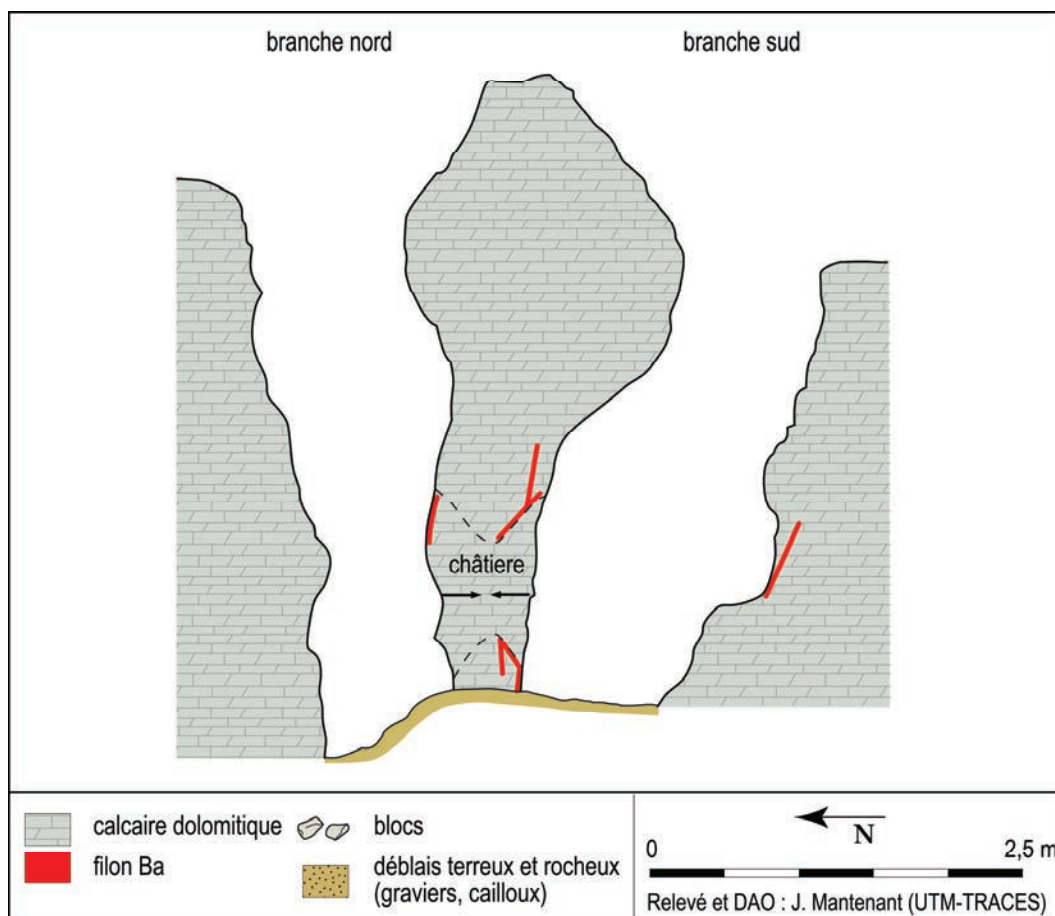 branche nord
branche sud
châtiere
calcaire dolomitique
filon Ba
blocs
déblais terreux et rocheux
(graviers, cailloux)
N
0
2,5 m
Relevé et DAO : J. Mantenant (UTM-TRACES)